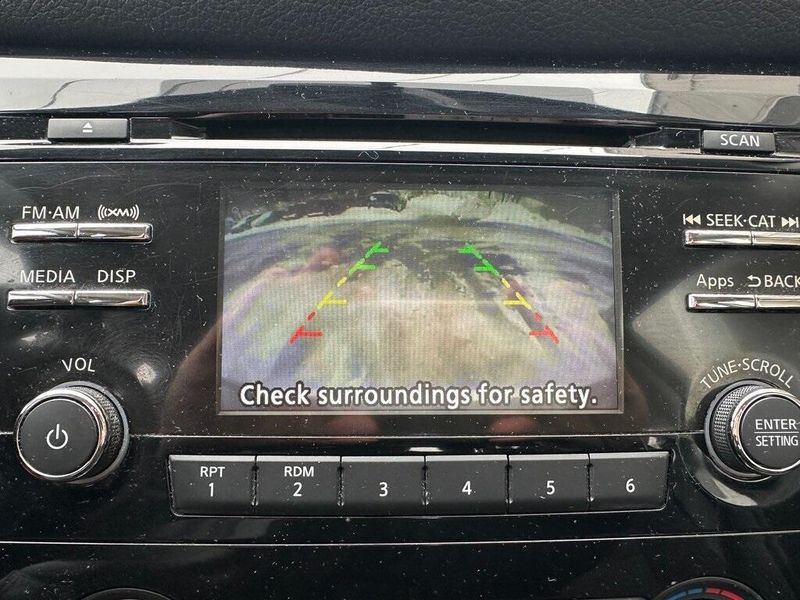 SCAN
FM·AM ((XM))
SEEK·CAT
MEDIA DISP
Apps BACK
VOL
TUNE·SCROLL
Check surroundings for safety.
ENTER
SETTING
RPT RDM
1 2 3 4 5 6